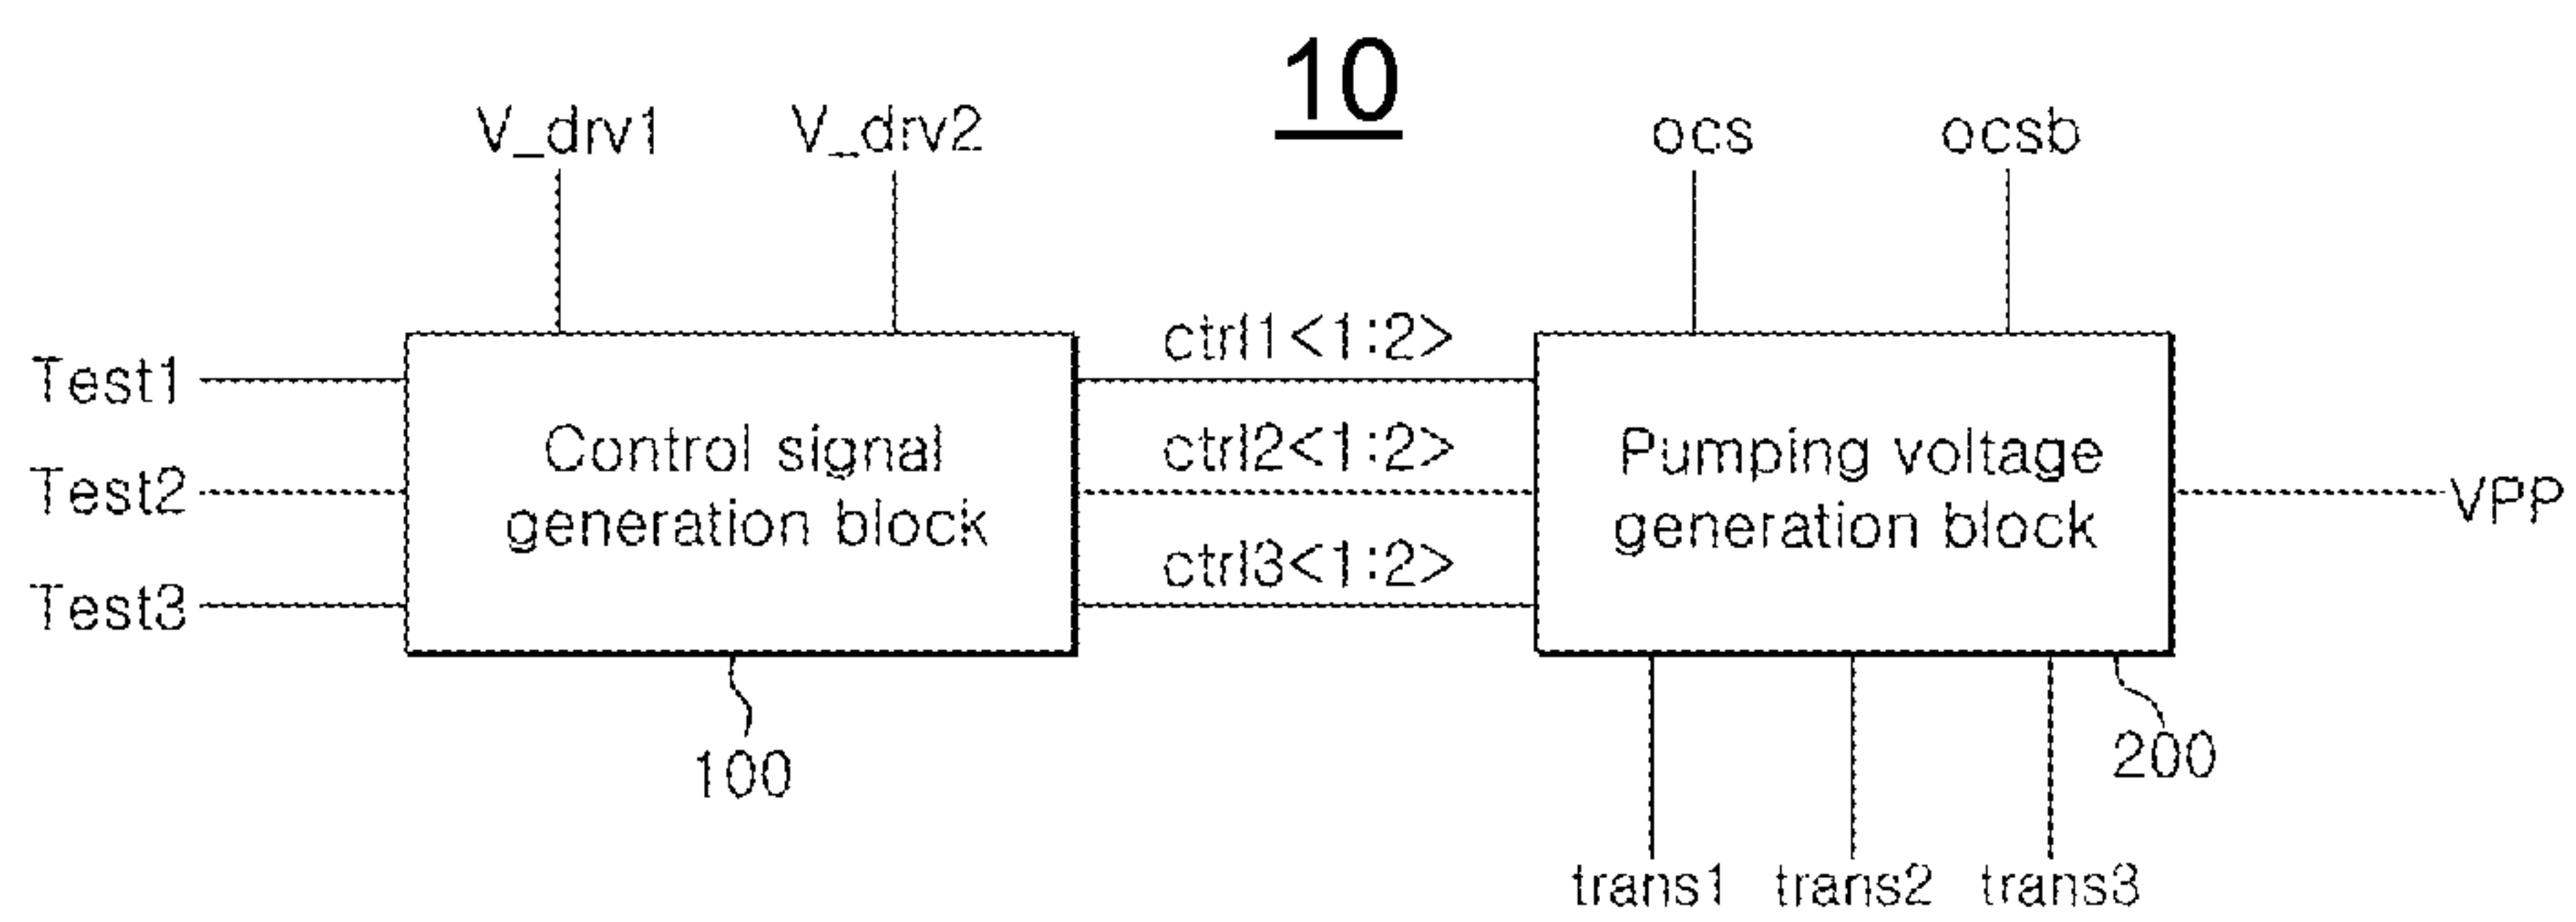 10
V_drv1
V_drv2
ocs
ocsb
Test1
Test2
Test3
Control signal
generation block
ctrl1<1:2>
ctrl2<1:2>
ctrl3<1:2>
Pumping voltage
generation block
VPP
100
200
trans1
trans2
trans3